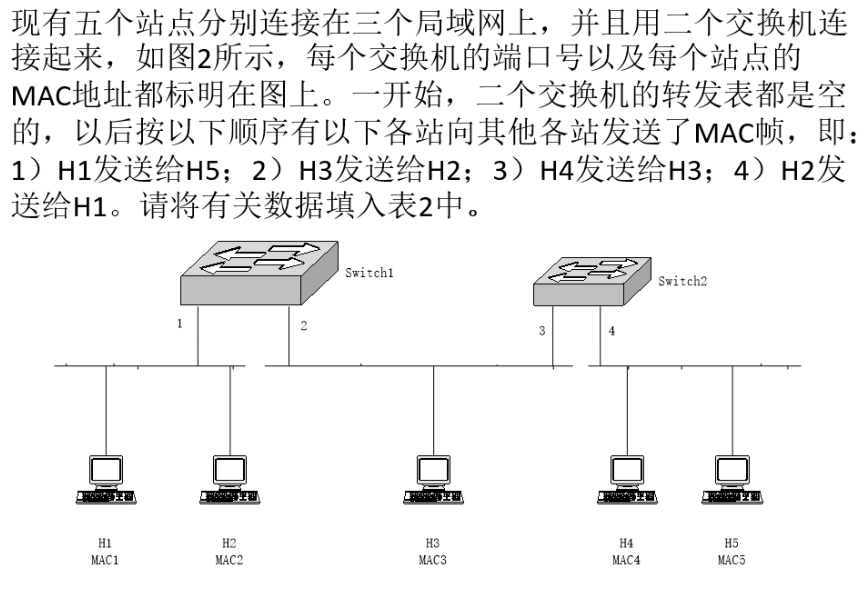 现有五个站点分别连接在三个局域网上，并且用二个交换机连
接起来，如图2所示，每个交换机的端口号以及每个站点的
MAC地址都标明在图上。一开始，二个交换机的转发表都是空
的，以后按以下顺序有以下各站向其他各站发送了MAC帧，即：
1）H1发送给H5；2）H3发送给H2；3）H4发送给H3；4）H2发
送给H1。请将有关数据填入表2中。
Switch1
Switch2
1
2
3
4
H1
H2
H3
H4
H5
MAC1
MAC2
MAC3
MAC4
MAC5